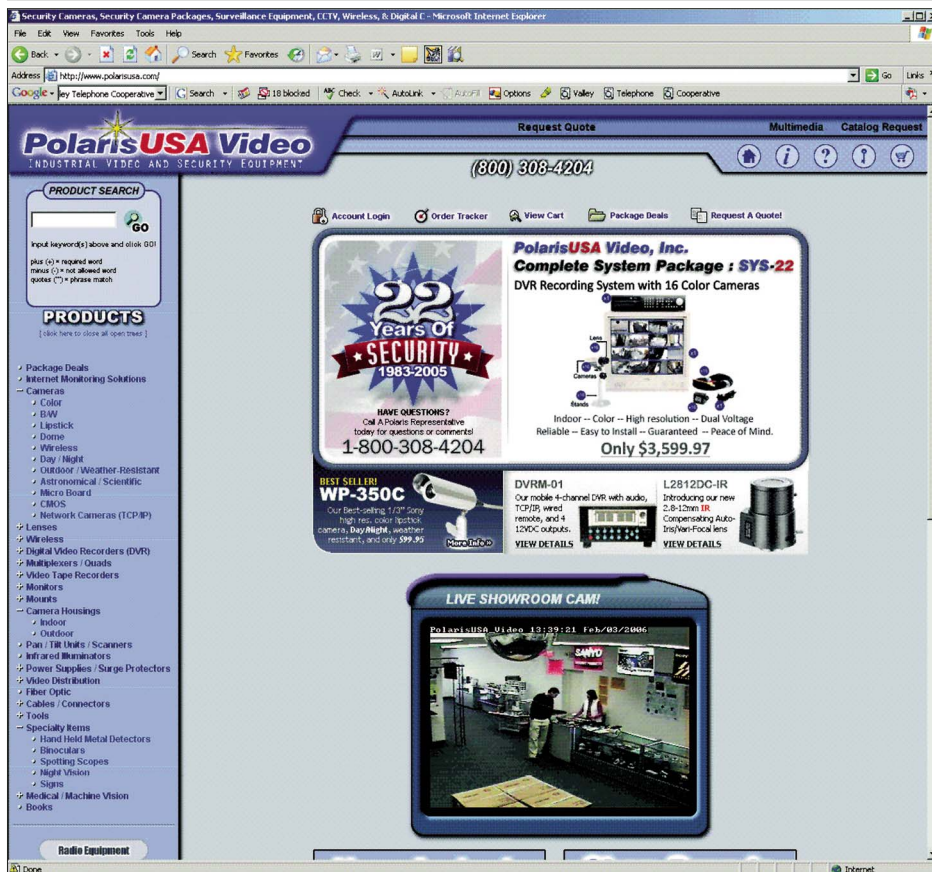 Security Cameras, Security Camera Packages, Surveillance Equipment, CCTV, Wireless, & Digital C - Microsoft Internet Explorer
File Edit View Favorites Tools Help
Back Search Favorites
Address http://www.polarisusa.com/ Go Links
Google ey Telephone Cooperative Search 18 blocked ABC Check AutoLink AutoFill Options Valley Telephone Cooperative
PolarisUSA Video
INDUSTRIAL VIDEO AND SECURITY EQUIPMENT
Request Quote Multimedia Catalog Request
(800) 308-4204
PRODUCT SEARCH
GO
Input keyword(s) above and click GO!
plus (+) = required word
minus (-) = not allowed word
quotes ("") = phrase match
PRODUCTS
[ click here to close all open trees ]
Package Deals
Internet Monitoring Solutions
Cameras
Color
B/W
Lipstick
Dome
Wireless
Day / Night
Outdoor / Weather-Resistant
Astronomical / Scientific
Micro Board
CMOS
Network Cameras (TCP/IP)
Lenses
Wireless
Digital Video Recorders (DVR)
Multiplexers / Quads
Video Tape Recorders
Monitors
Mounts
Camera Housings
Indoor
Outdoor
Pan / Tilt Units / Scanners
Infrared Illuminators
Power Supplies / Surge Protectors
Video Distribution
Fiber Optic
Cables / Connectors
Tools
Specialty Items
Hand Held Metal Detectors
Binoculars
Spotting Scopes
Night Vision
Signs
Medical / Machine Vision
Books
Radio Equipment
Account Login Order Tracker View Cart Package Deals Request A Quote!
22
Years Of
SECURITY
1983-2005
HAVE QUESTIONS?
Call A Polaris Representative
today for questions or comments!
1-800-308-4204
PolarisUSA Video, Inc.
Complete System Package : SYS-22
DVR Recording System with 16 Color Cameras
Lens
Cameras
Stands
Indoor -- Color -- High resolution -- Dual Voltage
Reliable -- Easy to Install -- Guaranteed -- Peace of Mind.
Only $3,599.97
BEST SELLER!
WP-350C
Our Best-selling 1/3" Sony
high res. color lipstick
camera, Day/Night, weather
resistant, and only $99.95
More Info »
DVRM-01
Our mobile 4-channel DVR with audio,
TCP/IP, wired
remote, and 4
12VDC outputs.
VIEW DETAILS
L2812DC-IR
Introducing our new
2.8-12mm IR
Compensating Auto-
Iris/Vari-Focal lens
VIEW DETAILS
LIVE SHOWROOM CAM!
PolarisUSA Video 13:39:21 Feb/03/2006
SANYO
Done Internet